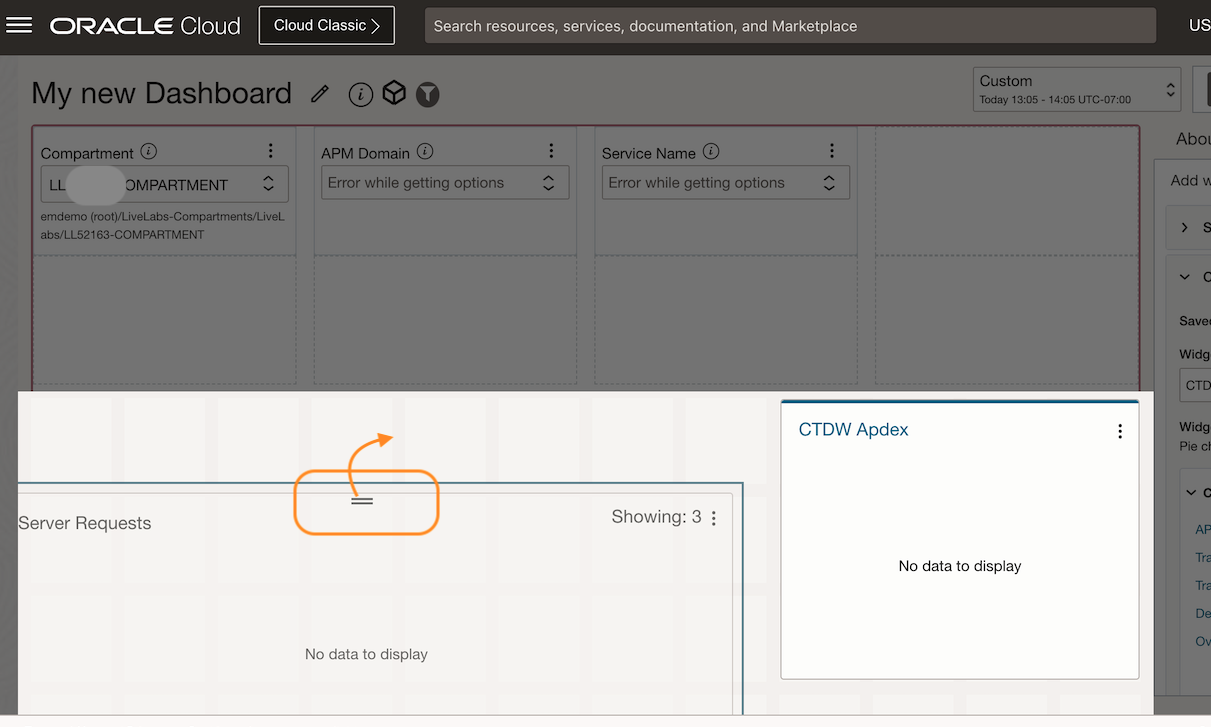 ORACLE Cloud
Cloud Classic
Search resources, services, documentation, and Marketplace
US
My new Dashboard
Custom
Today 13:05 - 14:05 UTC-07:00
Compartment
APM Domain
Service Name
LL OMPARTMENT
Error while getting options
Error while getting options
emdemo (root)/LiveLabs-Compartments/LiveL
abs/LL52163-COMPARTMENT
Abou
Add w
S
C
Saved
Widg
CTD
Widg
Pie ch
C
AP
Tra
Tra
De
Ov
CTDW Apdex
No data to display
Server Requests
Showing: 3
No data to display